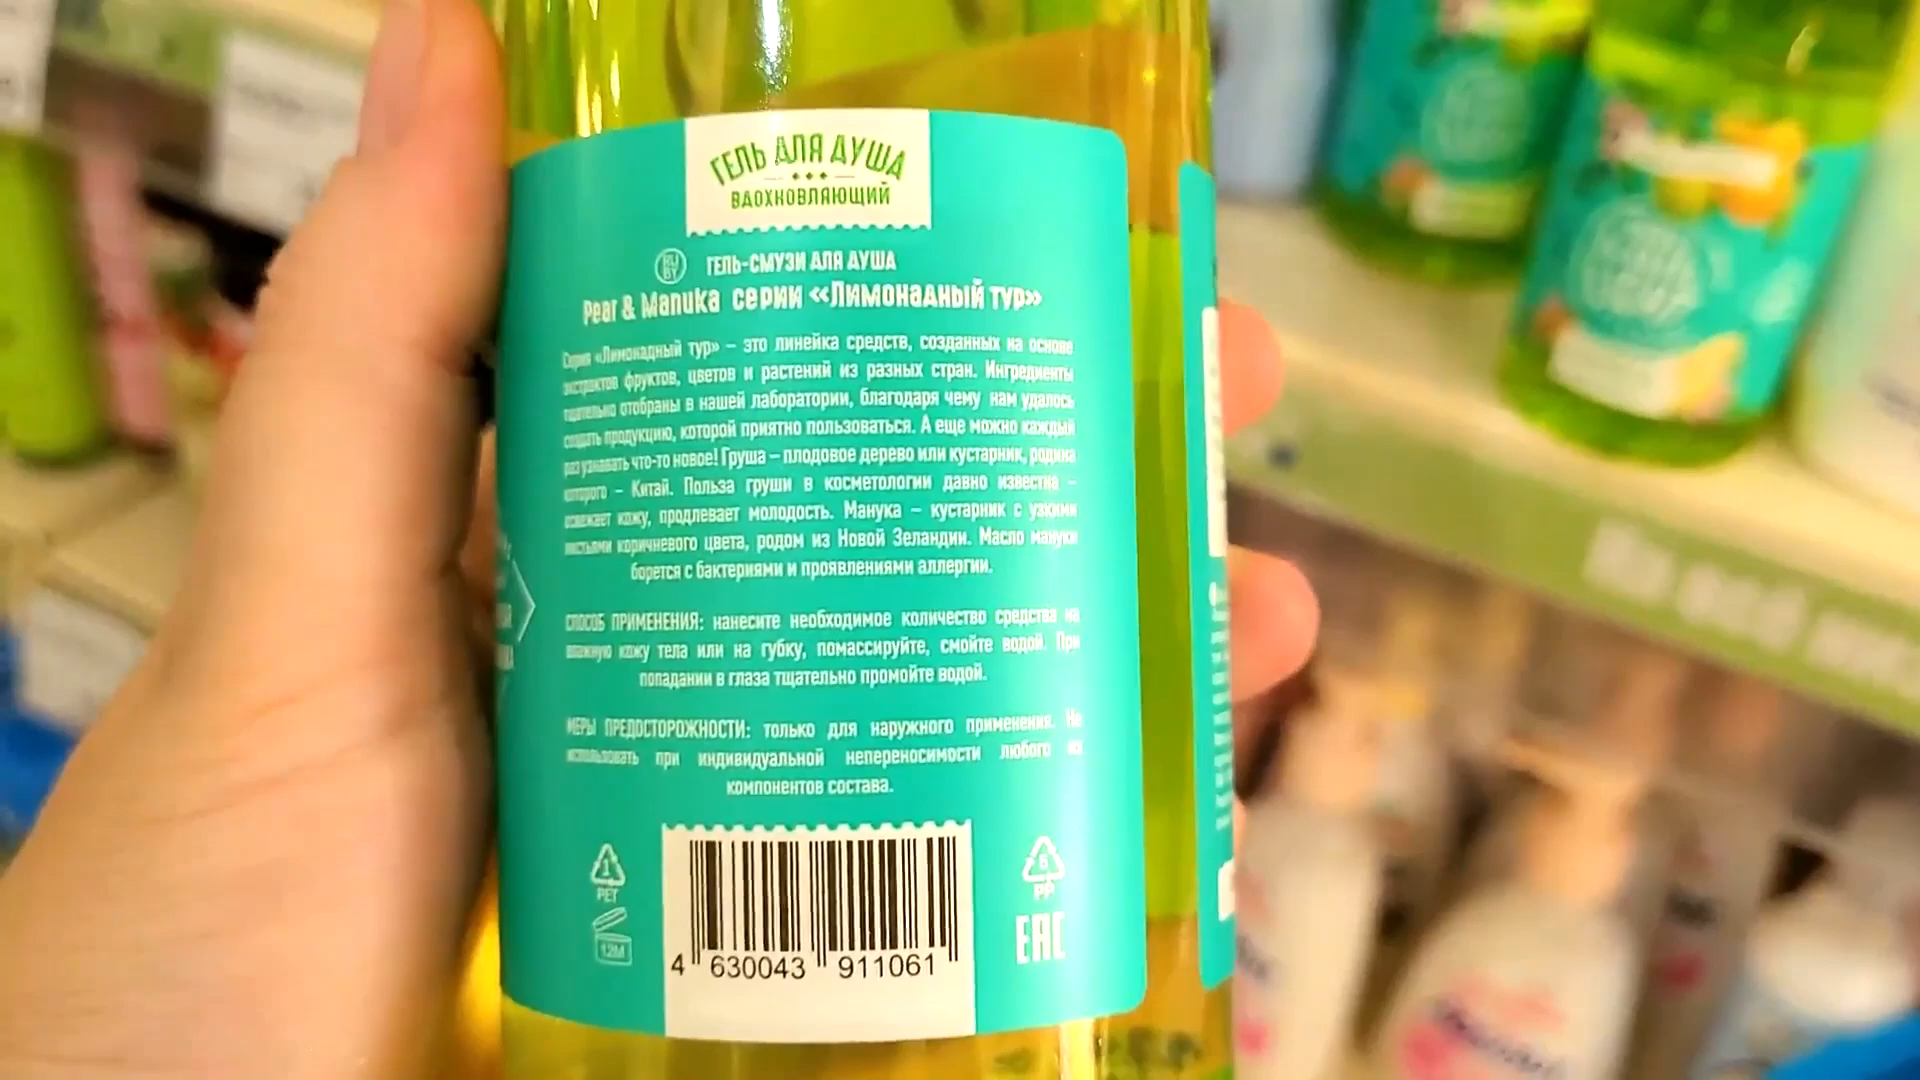 ГЕЛЬ ДЛЯ ДУША
ВДОХНОВЛЯЮЩИЙ
RU
BY
ГЕЛЬ-СМУЗИ ДЛЯ ДУША
Pear & Manuka серии «Лимонадный тур»
Серия «Лимонадный тур» – это линейка средств, созданных на основе
экстрактов фруктов, цветов и растений из разных стран. Ингредиенты
тщательно отобраны в нашей лаборатории, благодаря чему нам удалось
создать продукцию, которой приятно пользоваться. А еще можно каждый
раз узнавать что-то новое! Груша – плодовое дерево или кустарник, родина
которого – Китай. Польза груши в косметологии давно известна –
освежает кожу, продлевает молодость. Манука – кустарник с узкими
листьями коричневого цвета, родом из Новой Зеландии. Масло мануки
борется с бактериями и проявлениями аллергии.
СПОСОБ ПРИМЕНЕНИЯ: нанесите необходимое количество средства на
влажную кожу тела или на губку, помассируйте, смойте водой. При
попадании в глаза тщательно промойте водой.
МЕРЫ ПРЕДОСТОРОЖНОСТИ: только для наружного применения. Не
использовать при индивидуальной непереносимости любого из
компонентов состава.
1
PET
12M
5
PP
EAC
4 630043 911061